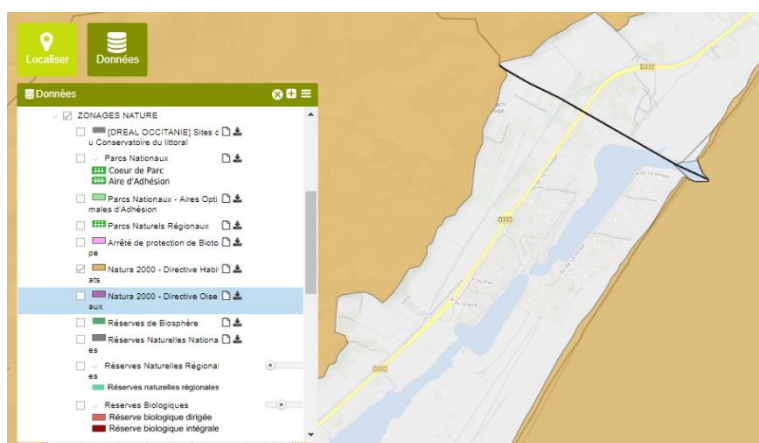 Localiser
Données
Données
ZONAGES NATURE
[DREAL OCCITANIE] Sites d
u Conservatoire du littoral
Parcs Nationaux
Coeur de Parc
Aire d'Adhésion
Parcs Nationaux - Aires Opti
males d'Adhésion
Parcs Naturels Régionaux
Arrêté de protection de Bioto
pe
Natura 2000 - Directive Habit
ats
Natura 2000 - Directive Oise
aux
Réserves de Biosphère
Réserves Naturelles Nationa
les
Réserves Naturelles Régional
es
Réserves naturelles régionales
Reserves Biologiques
Réserve biologique dirigée
Réserve biologique intégrale
D332
D332
D332